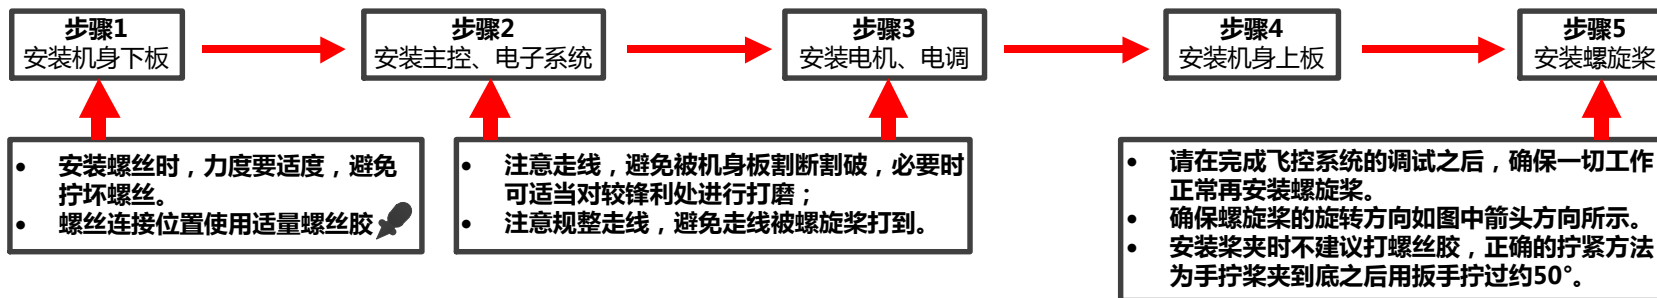 步骤1
安装机身下板
步骤2
安装主控、电子系统
步骤3
安装电机、电调
步骤4
安装机身上板
步骤5
安装螺旋桨
• 安装螺丝时，力度要适度，避免
拧坏螺丝。
• 螺丝连接位置使用适量螺丝胶
• 注意走线，避免被机身板割断割破，必要时
可适当对较锋利处进行打磨；
• 注意规整走线，避免走线被螺旋桨打到。
• 请在完成飞控系统的调试之后，确保一切工作
正常再安装螺旋桨。
• 确保螺旋桨的旋转方向如图中箭头方向所示。
• 安装桨夹时不建议打螺丝胶，正确的拧紧方法
为手拧桨夹到底之后用扳手拧过约50°。